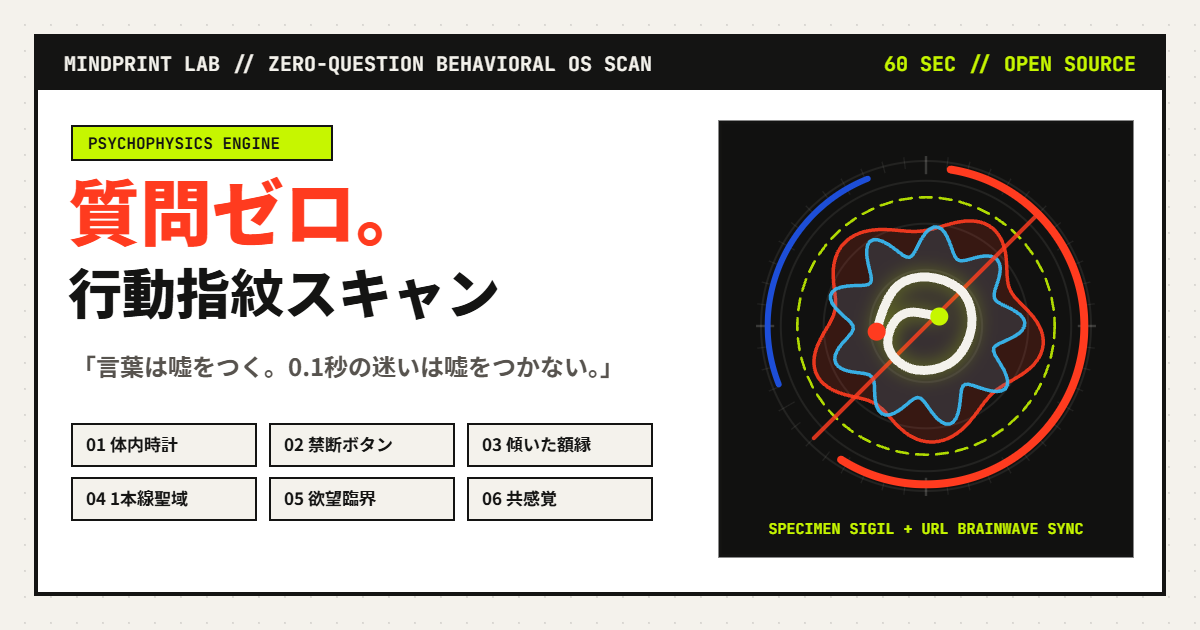 MINDPRINT LAB // ZERO-QUESTION BEHAVIORAL OS SCAN
60 SEC // OPEN SOURCE
PSYCHOPHYSICS ENGINE
質問ゼロ。
行動指紋スキャン
「言葉は嘘をつく。0.1秒の迷いは嘘をつかない。」
01 体内時計
02 禁断ボタン
03 傾いた額縁
04 1本線聖域
05 欲望臨界
06 共感覚
SPECIMEN SIGIL + URL BRAINWAVE SYNC